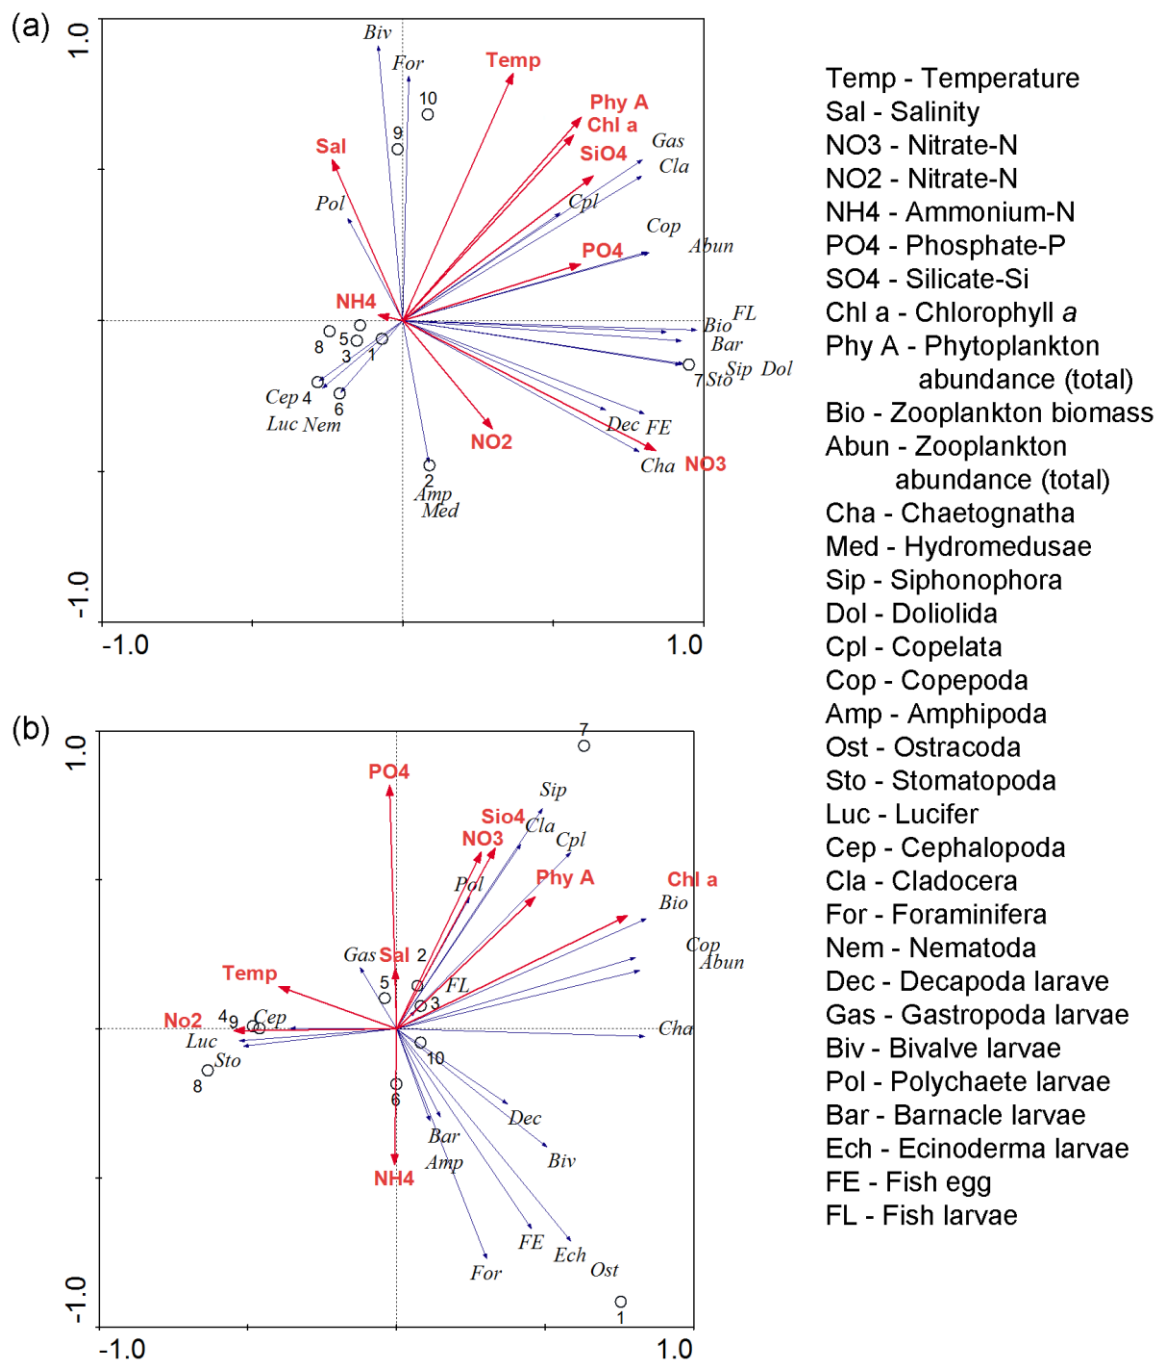 (a)
1.0
Biv
For
Temp
10
Phy A
Chl a
9
Sal
SiO4
Gas
Cla
Pol
Cpl
Cop
Abun
PO4
NH4
FL
Bio
Bar
8
5
3
1
7
Sto
Sip
Dol
Cep
4
6
Luc
Nem
NO2
Dec
FE
Cha
NO3
2
Amp
Med
-1.0
-1.0
1.0
(b)
1.0
7
PO4
Sip
Sio4
Cla
NO3
Cpl
Pol
Phy A
Chl a
Bio
Gas
Sal
2
Cop
Abun
Temp
5
FL
3
No2
4
9
Cep
Cha
Luc
Sto
8
10
6
Dec
Bar
Amp
Biv
NH4
FE
Ech
For
Ost
1
-1.0
-1.0
1.0
Temp - Temperature
Sal - Salinity
NO3 - Nitrate-N
NO2 - Nitrate-N
NH4 - Ammonium-N
PO4 - Phosphate-P
SO4 - Silicate-Si
Chl a - Chlorophyll a
Phy A - Phytoplankton
abundance (total)
Bio - Zooplankton biomass
Abun - Zooplankton
abundance (total)
Cha - Chaetognatha
Med - Hydromedusae
Sip - Siphonophora
Dol - Doliolida
Cpl - Copelata
Cop - Copepoda
Amp - Amphipoda
Ost - Ostracoda
Sto - Stomatopoda
Luc - Lucifer
Cep - Cephalopoda
Cla - Cladocera
For - Foraminifera
Nem - Nematoda
Dec - Decapoda larave
Gas - Gastropoda larvae
Biv - Bivalve larvae
Pol - Polychaete larvae
Bar - Barnacle larvae
Ech - Ecinoderma larvae
FE - Fish egg
FL - Fish larvae